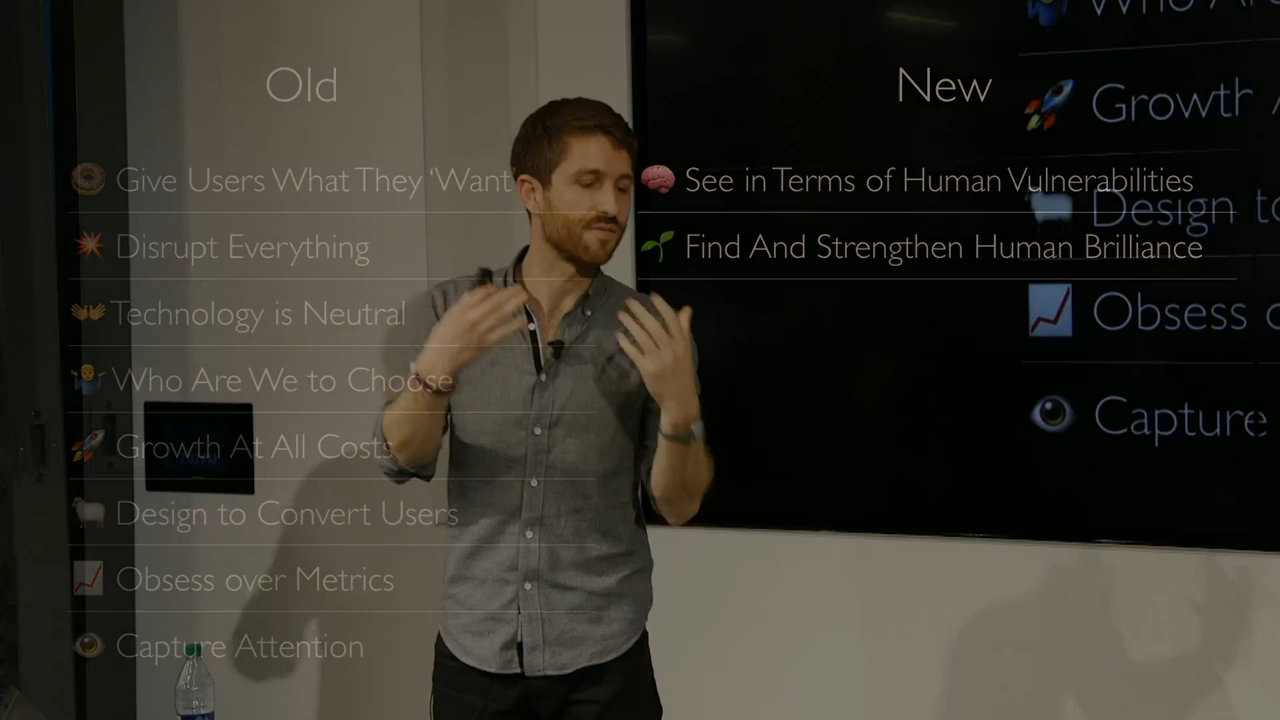 Old
New
Give Users What They ‘Want’
See in Terms of Human Vulnerabilities
Disrupt Everything
Find And Strengthen Human Brilliance
Technology is Neutral
Who Are We to Choose
Growth At All Costs
Design to Convert Users
Obsess over Metrics
Capture Attention
Who Are
Growth
Design to
Obsess
Capture